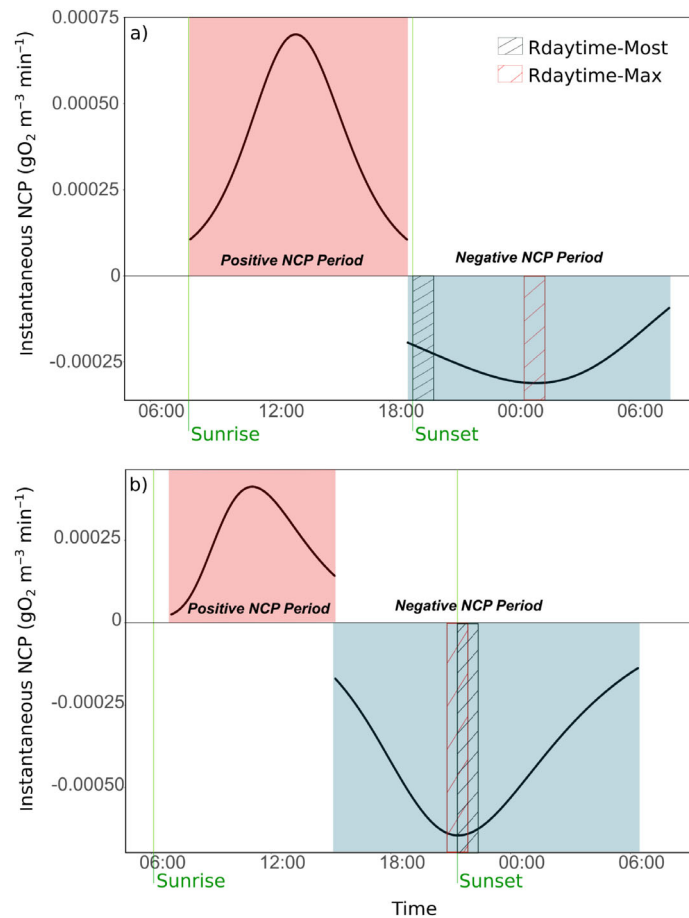 a)
Rdaytime-Most
Rdaytime-Max
Instantaneous NCP (gO₂ m⁻³ min⁻¹)
0.00075
0.00050
0.00025
0
-0.00025
Positive NCP Period
Negative NCP Period
06:00
12:00
18:00
00:00
06:00
Sunrise
Sunset
b)
Instantaneous NCP (gO₂ m⁻³ min⁻¹)
0.00025
0
-0.00025
-0.00050
Positive NCP Period
Negative NCP Period
06:00
12:00
18:00
00:00
06:00
Sunrise
Sunset
Time